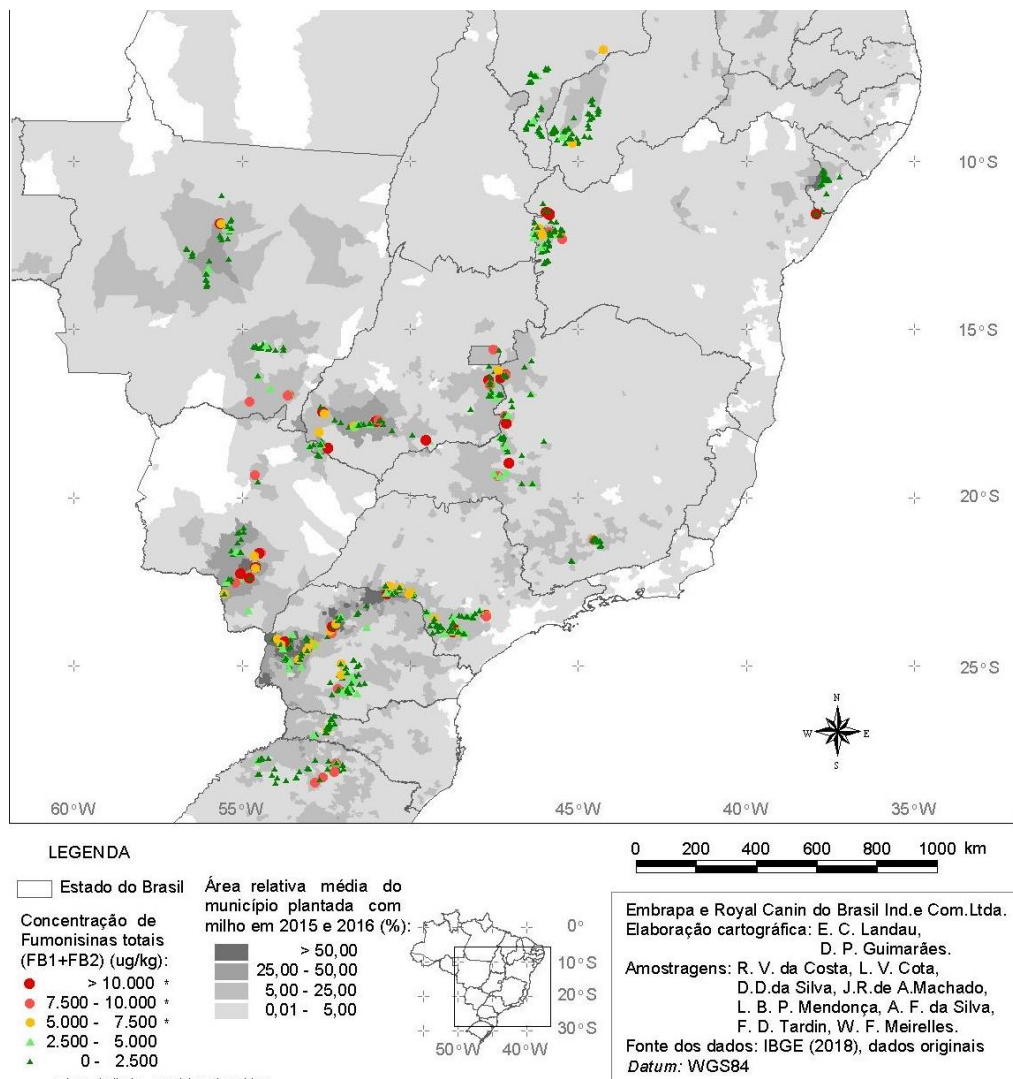 10°S
15°S
20°S
25°S
N
W E
S
60°W 55°W 45°W 40°W 35°W
LEGENDA
Estado do Brasil
Concentração de
Fumonisinas totais
(FB1+FB2) (ug/kg):
> 10.000 *
7.500 - 10.000 *
5.000 - 7.500 *
2.500 - 5.000
0 - 2.500
Área relativa média do
município plantada com
milho em 2015 e 2016 (%):
> 50,00
25,00 - 50,00
5,00 - 25,00
0,01 - 5,00
0°
10°S
20°S
30°S
50°W 40°W
0 200 400 600 800 1000 km
Embrapa e Royal Canin do Brasil Ind.e Com.Ltda.
Elaboração cartográfica: E. C. Landau,
D. P. Guimarães.
Amostragens: R. V. da Costa, L. V. Cota,
D.D.da Silva, J.R.de A.Machado,
L. B. P. Mendonça, A. F. da Silva,
F. D. Tardin, W. F. Meirelles.
Fonte dos dados: IBGE (2018), dados originais
Datum: WGS84